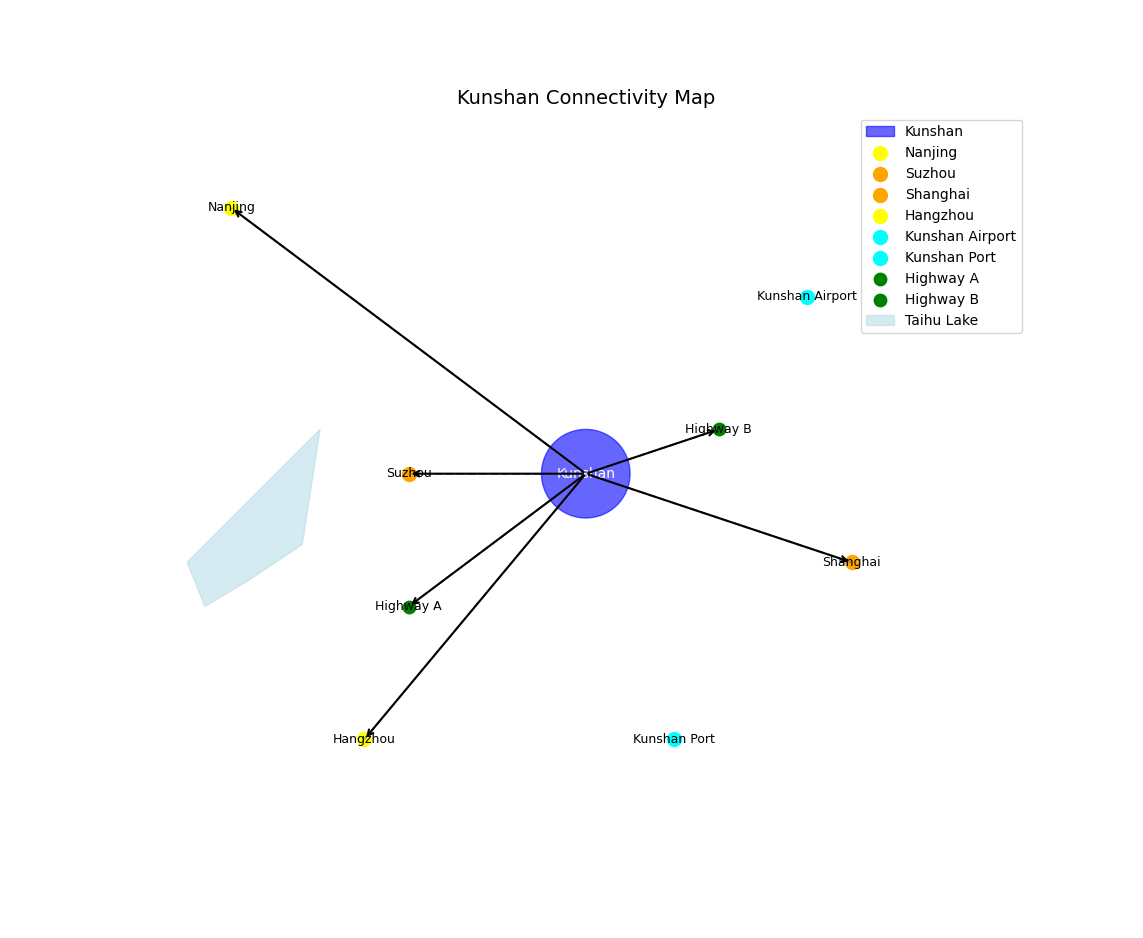 Kunshan Connectivity Map
Kunshan
Nanjing
Suzhou
Shanghai
Hangzhou
Kunshan Airport
Kunshan Port
Highway A
Highway B
Taihu Lake
Nanjing
Kunshan Airport
Highway B
Suzhou
Kunshan
Shanghai
Highway A
Hangzhou
Kunshan Port